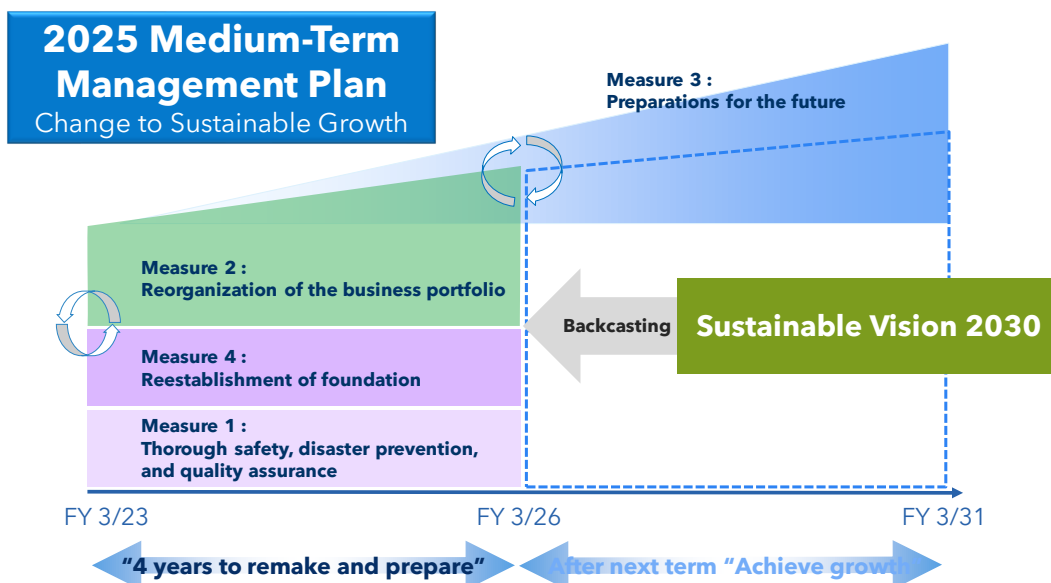 2025 Medium-Term
Management Plan
Change to Sustainable Growth
Measure 3 :
Preparations for the future
Measure 2 :
Reorganization of the business portfolio
Backcasting
Sustainable Vision 2030
Measure 4 :
Reestablishment of foundation
Measure 1 :
Thorough safety, disaster prevention,
and quality assurance
FY 3/23
FY 3/26
FY 3/31
“4 years to remake and prepare”
After next term “Achieve growth